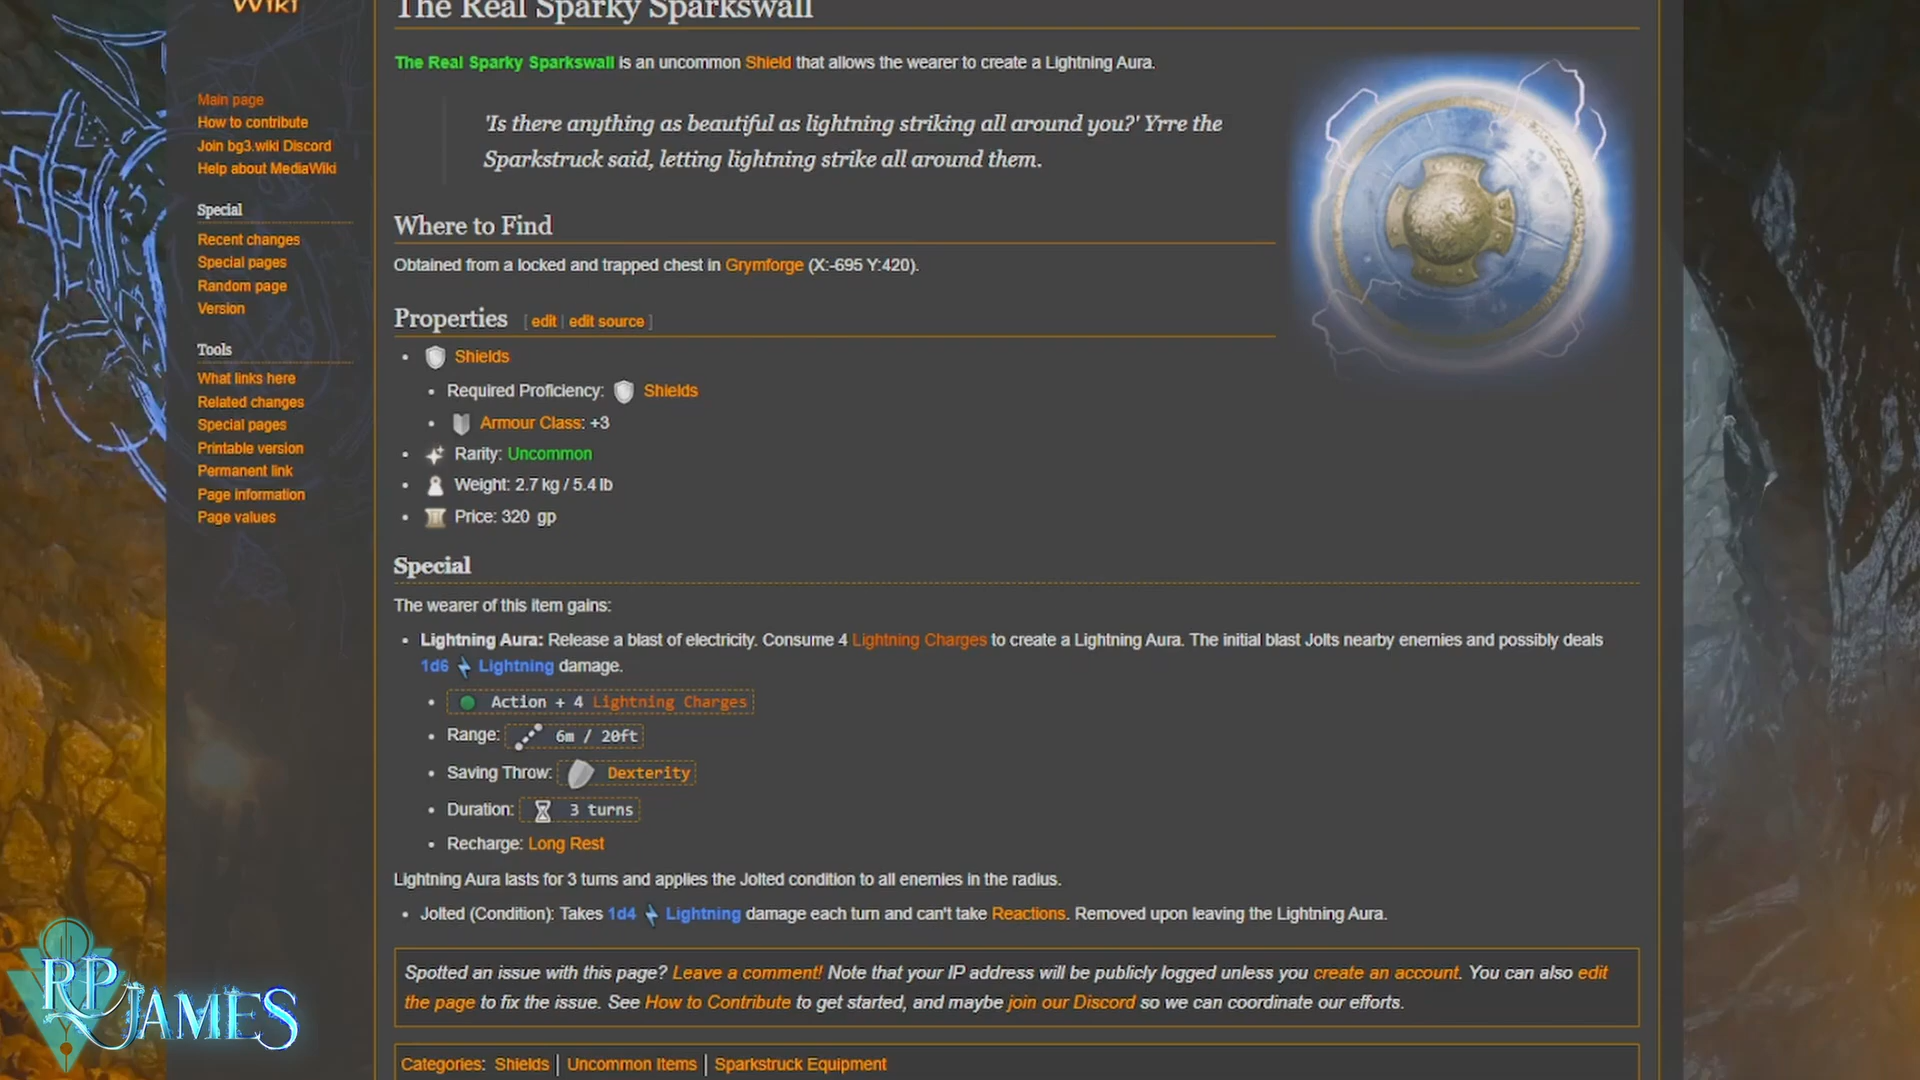 Wiki
The Real Sparky Sparkswall
The Real Sparky Sparkswall is an uncommon Shield that allows the wearer to create a Lightning Aura.
'Is there anything as beautiful as lightning striking all around you?' Yrre the
Sparkstruck said, letting lightning strike all around them.
Main page
How to contribute
Join bg3.wiki Discord
Help about MediaWiki
Special
Recent changes
Special pages
Random page
Version
Tools
What links here
Related changes
Special pages
Printable version
Permanent link
Page information
Page values
Where to Find
Obtained from a locked and trapped chest in Grymforge (X:-695 Y:420).
Properties [ edit | edit source ]
Shields
Required Proficiency: Shields
Armour Class: +3
Rarity: Uncommon
Weight: 2.7 kg / 5.4 lb
Price: 320 gp
Special
The wearer of this item gains:
Lightning Aura: Release a blast of electricity. Consume 4 Lightning Charges to create a Lightning Aura. The initial blast Jolts nearby enemies and possibly deals
1d6 Lightning damage.
Action + 4 Lightning Charges
Range: 6m / 20ft
Saving Throw: Dexterity
Duration: 3 turns
Recharge: Long Rest
Lightning Aura lasts for 3 turns and applies the Jolted condition to all enemies in the radius.
Jolted (Condition): Takes 1d4 Lightning damage each turn and can't take Reactions. Removed upon leaving the Lightning Aura.
Spotted an issue with this page? Leave a comment! Note that your IP address will be publicly logged unless you create an account. You can also edit
the page to fix the issue. See How to Contribute to get started, and maybe join our Discord so we can coordinate our efforts.
Categories: Shields | Uncommon Items | Sparkstruck Equipment
RPJAMES